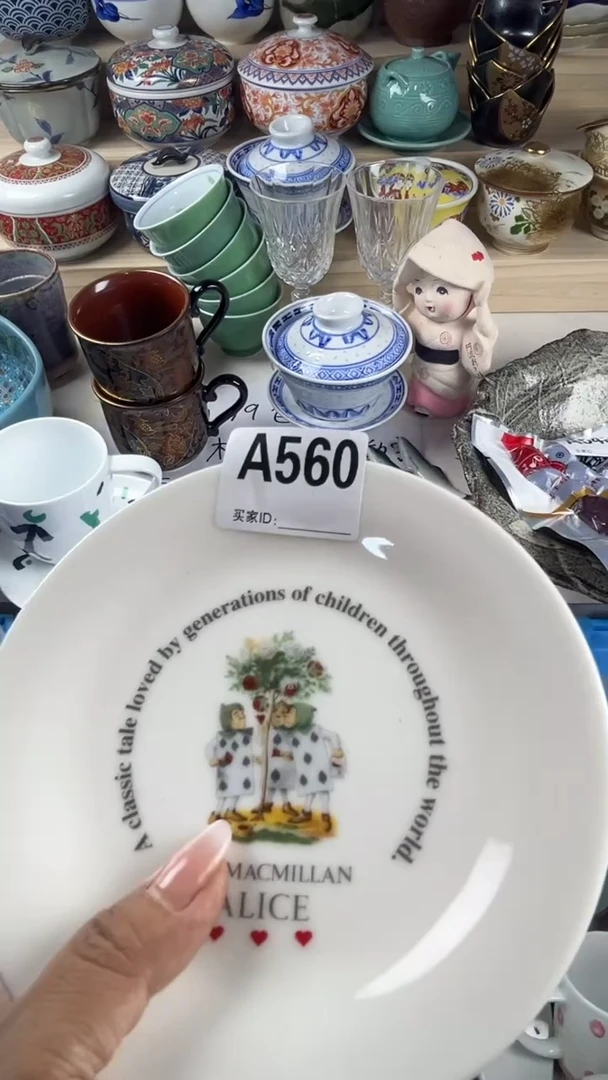 A560
买家ID:
A classic tale loved by generations of children throughout the world.
MACMILLAN
ALICE